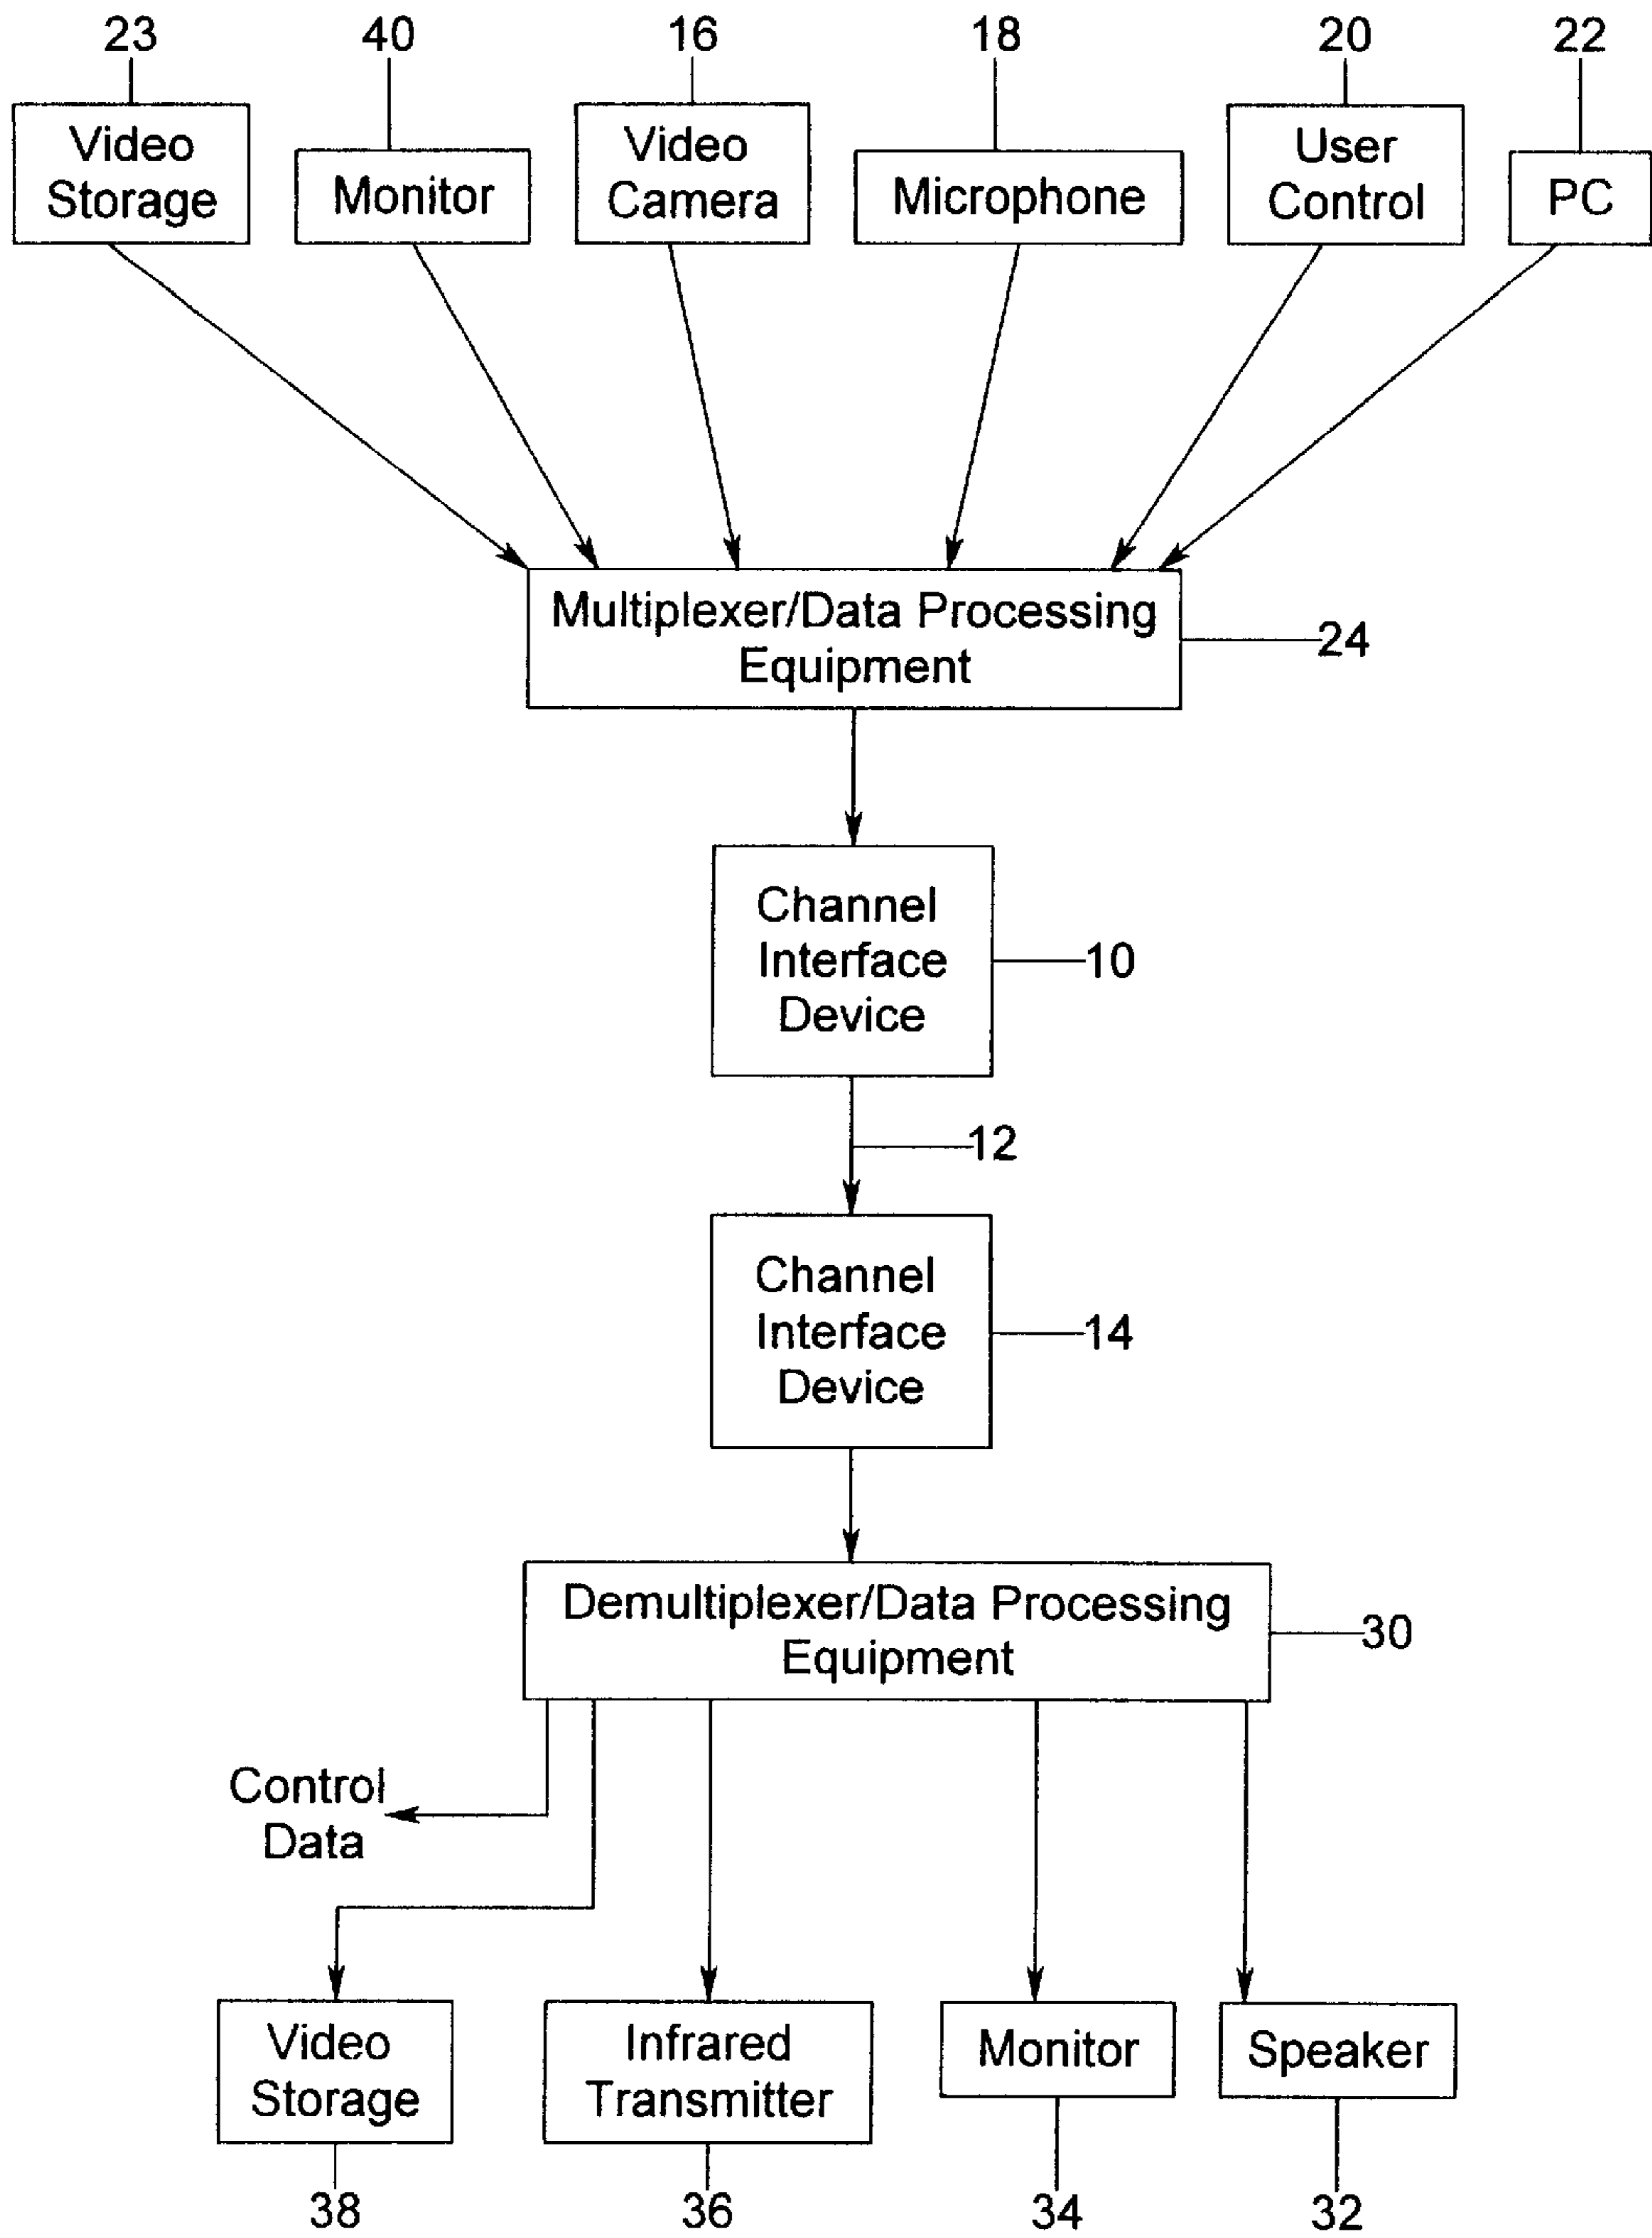 23 40 16 18 20 22
Video Storage
Monitor
Video Camera
Microphone
User Control
PC
Multiplexer/Data Processing
Equipment
24
Channel
Interface
Device
10
12
Channel
Interface
Device
14
Demultiplexer/Data Processing
Equipment
30
Control
Data
Video
Storage
Infrared
Transmitter
Monitor
Speaker
38 36 34 32